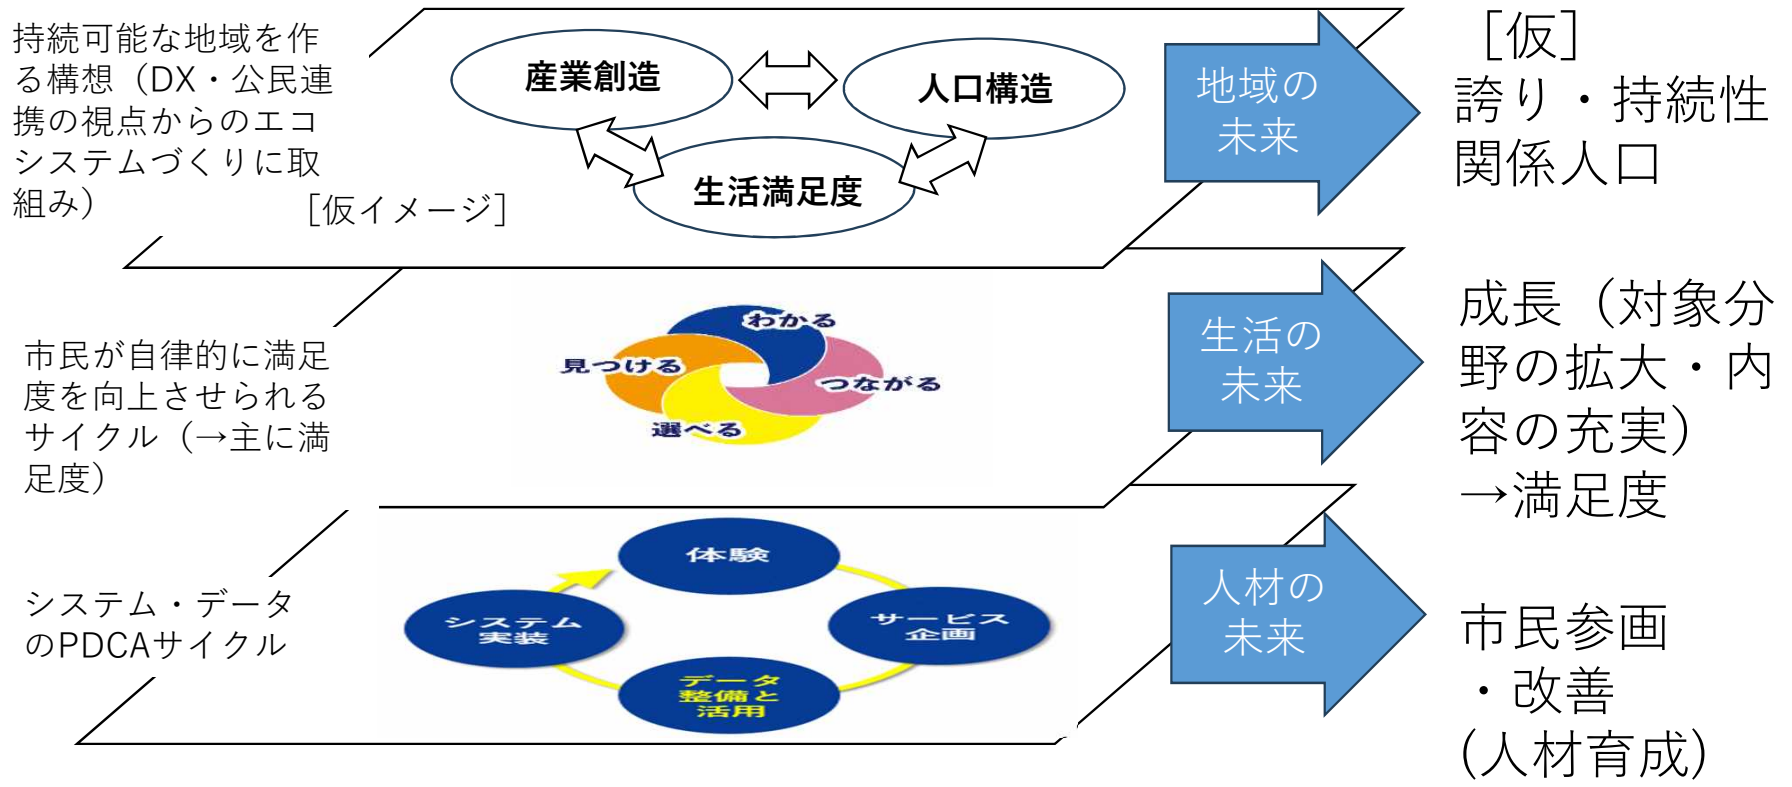 持続可能な地域を作
る構想（DX・公民連
携の視点からのエコ
システムづくりに取
組み）
［仮イメージ］
産業創造
人口構造
生活満足度
地域の
未来
［仮］
誇り・持続性
関係人口
市民が自律的に満足
度を向上させられる
サイクル（→主に満
足度）
わかる
見つける
つながる
選べる
生活の
未来
成長（対象分
野の拡大・内
容の充実）
→満足度
システム・データ
のPDCAサイクル
体験
システム
実装
サービス
企画
データ
整備と
活用
人材の
未来
市民参画
・改善
(人材育成)